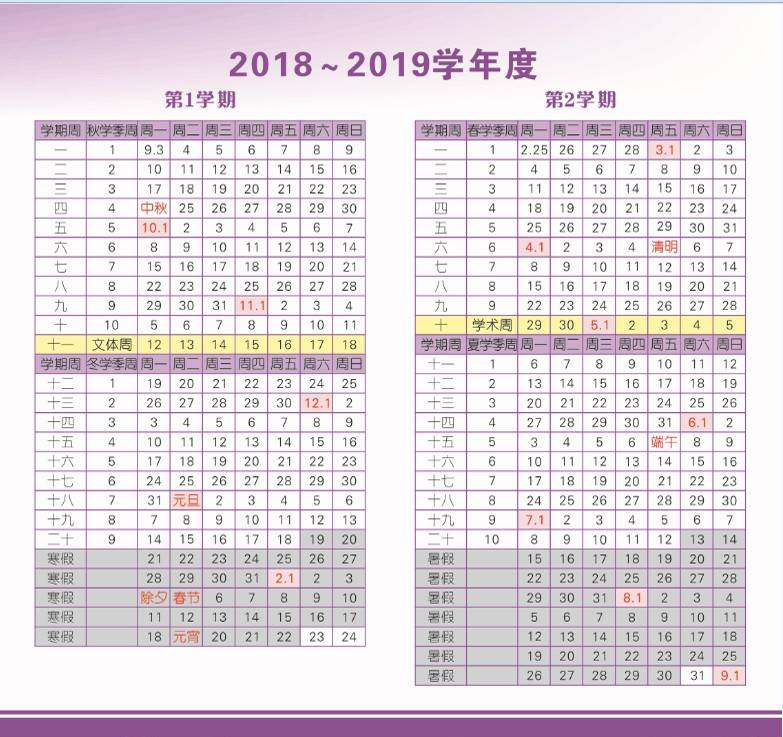 2018~2019学年度
第1学期
学期周 秋学季周 周一 周二 周三 周四 周五 周六 周日
一 1 9.3 4 5 6 7 8 9
二 2 10 11 12 13 14 15 16
三 3 17 18 19 20 21 22 23
四 4 中秋 25 26 27 28 29 30
五 5 10.1 2 3 4 5 6 7
六 6 8 9 10 11 12 13 14
七 7 15 16 17 18 19 20 21
八 8 22 23 24 25 26 27 28
九 9 29 30 31 11.1 2 3 4
十 10 5 6 7 8 9 10 11
十一 文体周 12 13 14 15 16 17 18
学期周 冬学季周 周一 周二 周三 周四 周五 周六 周日
十二 1 19 20 21 22 23 24 25
十三 2 26 27 28 29 30 12.1 2
十四 3 3 4 5 6 7 8 9
十五 4 10 11 12 13 14 15 16
十六 5 17 18 19 20 21 22 23
十七 6 24 25 26 27 28 29 30
十八 7 31 元旦 2 3 4 5 6
十九 8 7 8 9 10 11 12 13
二十 9 14 15 16 17 18 19 20
寒假 21 22 23 24 25 26 27
寒假 28 29 30 31 2.1 2 3
寒假 除夕 春节 6 7 8 9 10
寒假 11 12 13 14 15 16 17
寒假 18 元宵 20 21 22 23 24
第2学期
学期周 春学季周 周一 周二 周三 周四 周五 周六 周日
一 1 2.25 26 27 28 3.1 2 3
二 2 4 5 6 7 8 9 10
三 3 11 12 13 14 15 16 17
四 4 18 19 20 21 22 23 24
五 5 25 26 27 28 29 30 31
六 6 4.1 2 3 4 清明 6 7
七 7 8 9 10 11 12 13 14
八 8 15 16 17 18 19 20 21
九 9 22 23 24 25 26 27 28
十 学术周 29 30 5.1 2 3 4 5
学期周 夏学季周 周一 周二 周三 周四 周五 周六 周日
十一 1 6 7 8 9 10 11 12
十二 2 13 14 15 16 17 18 19
十三 3 20 21 22 23 24 25 26
十四 4 27 28 29 30 31 6.1 2
十五 5 3 4 5 6 端午 8 9
十六 6 10 11 12 13 14 15 16
十七 7 17 18 19 20 21 22 23
十八 8 24 25 26 27 28 29 30
十九 9 7.1 2 3 4 5 6 7
二十 10 8 9 10 11 12 13 14
暑假 15 16 17 18 19 20 21
暑假 22 23 24 25 26 27 28
暑假 29 30 31 8.1 2 3 4
暑假 5 6 7 8 9 10 11
暑假 12 13 14 15 16 17 18
暑假 19 20 21 22 23 24 25
暑假 26 27 28 29 30 31 9.1